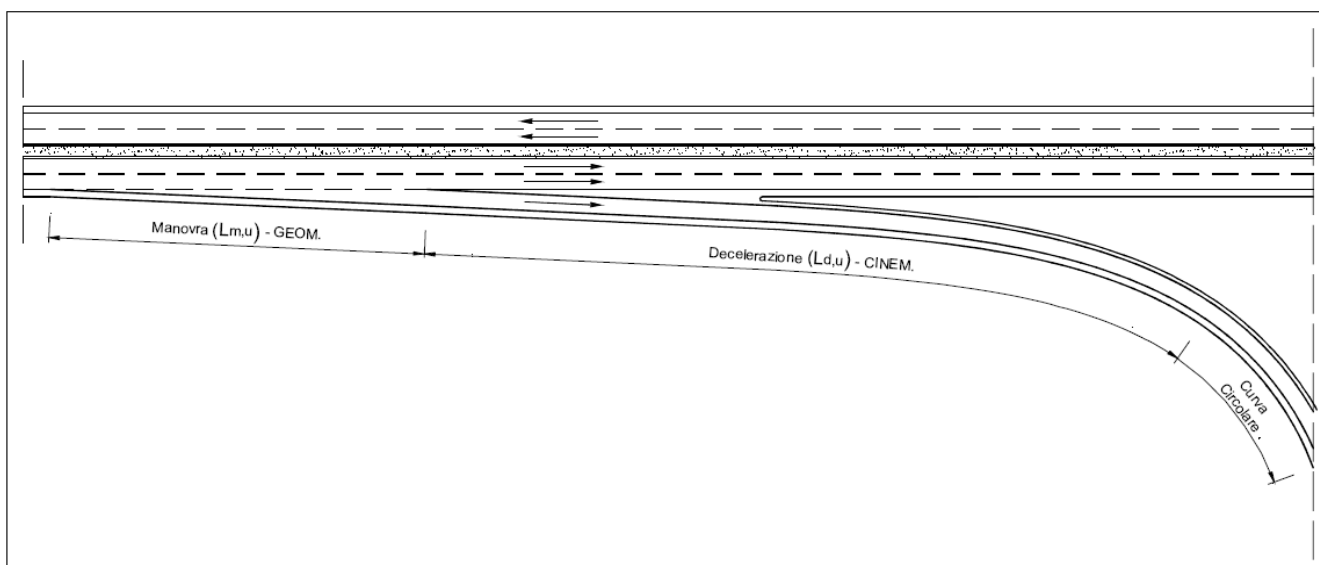 Manovra (Lm,u) - GEOM.
Decelerazione (Ld,u) - CINEM.
Curva
Circolare .